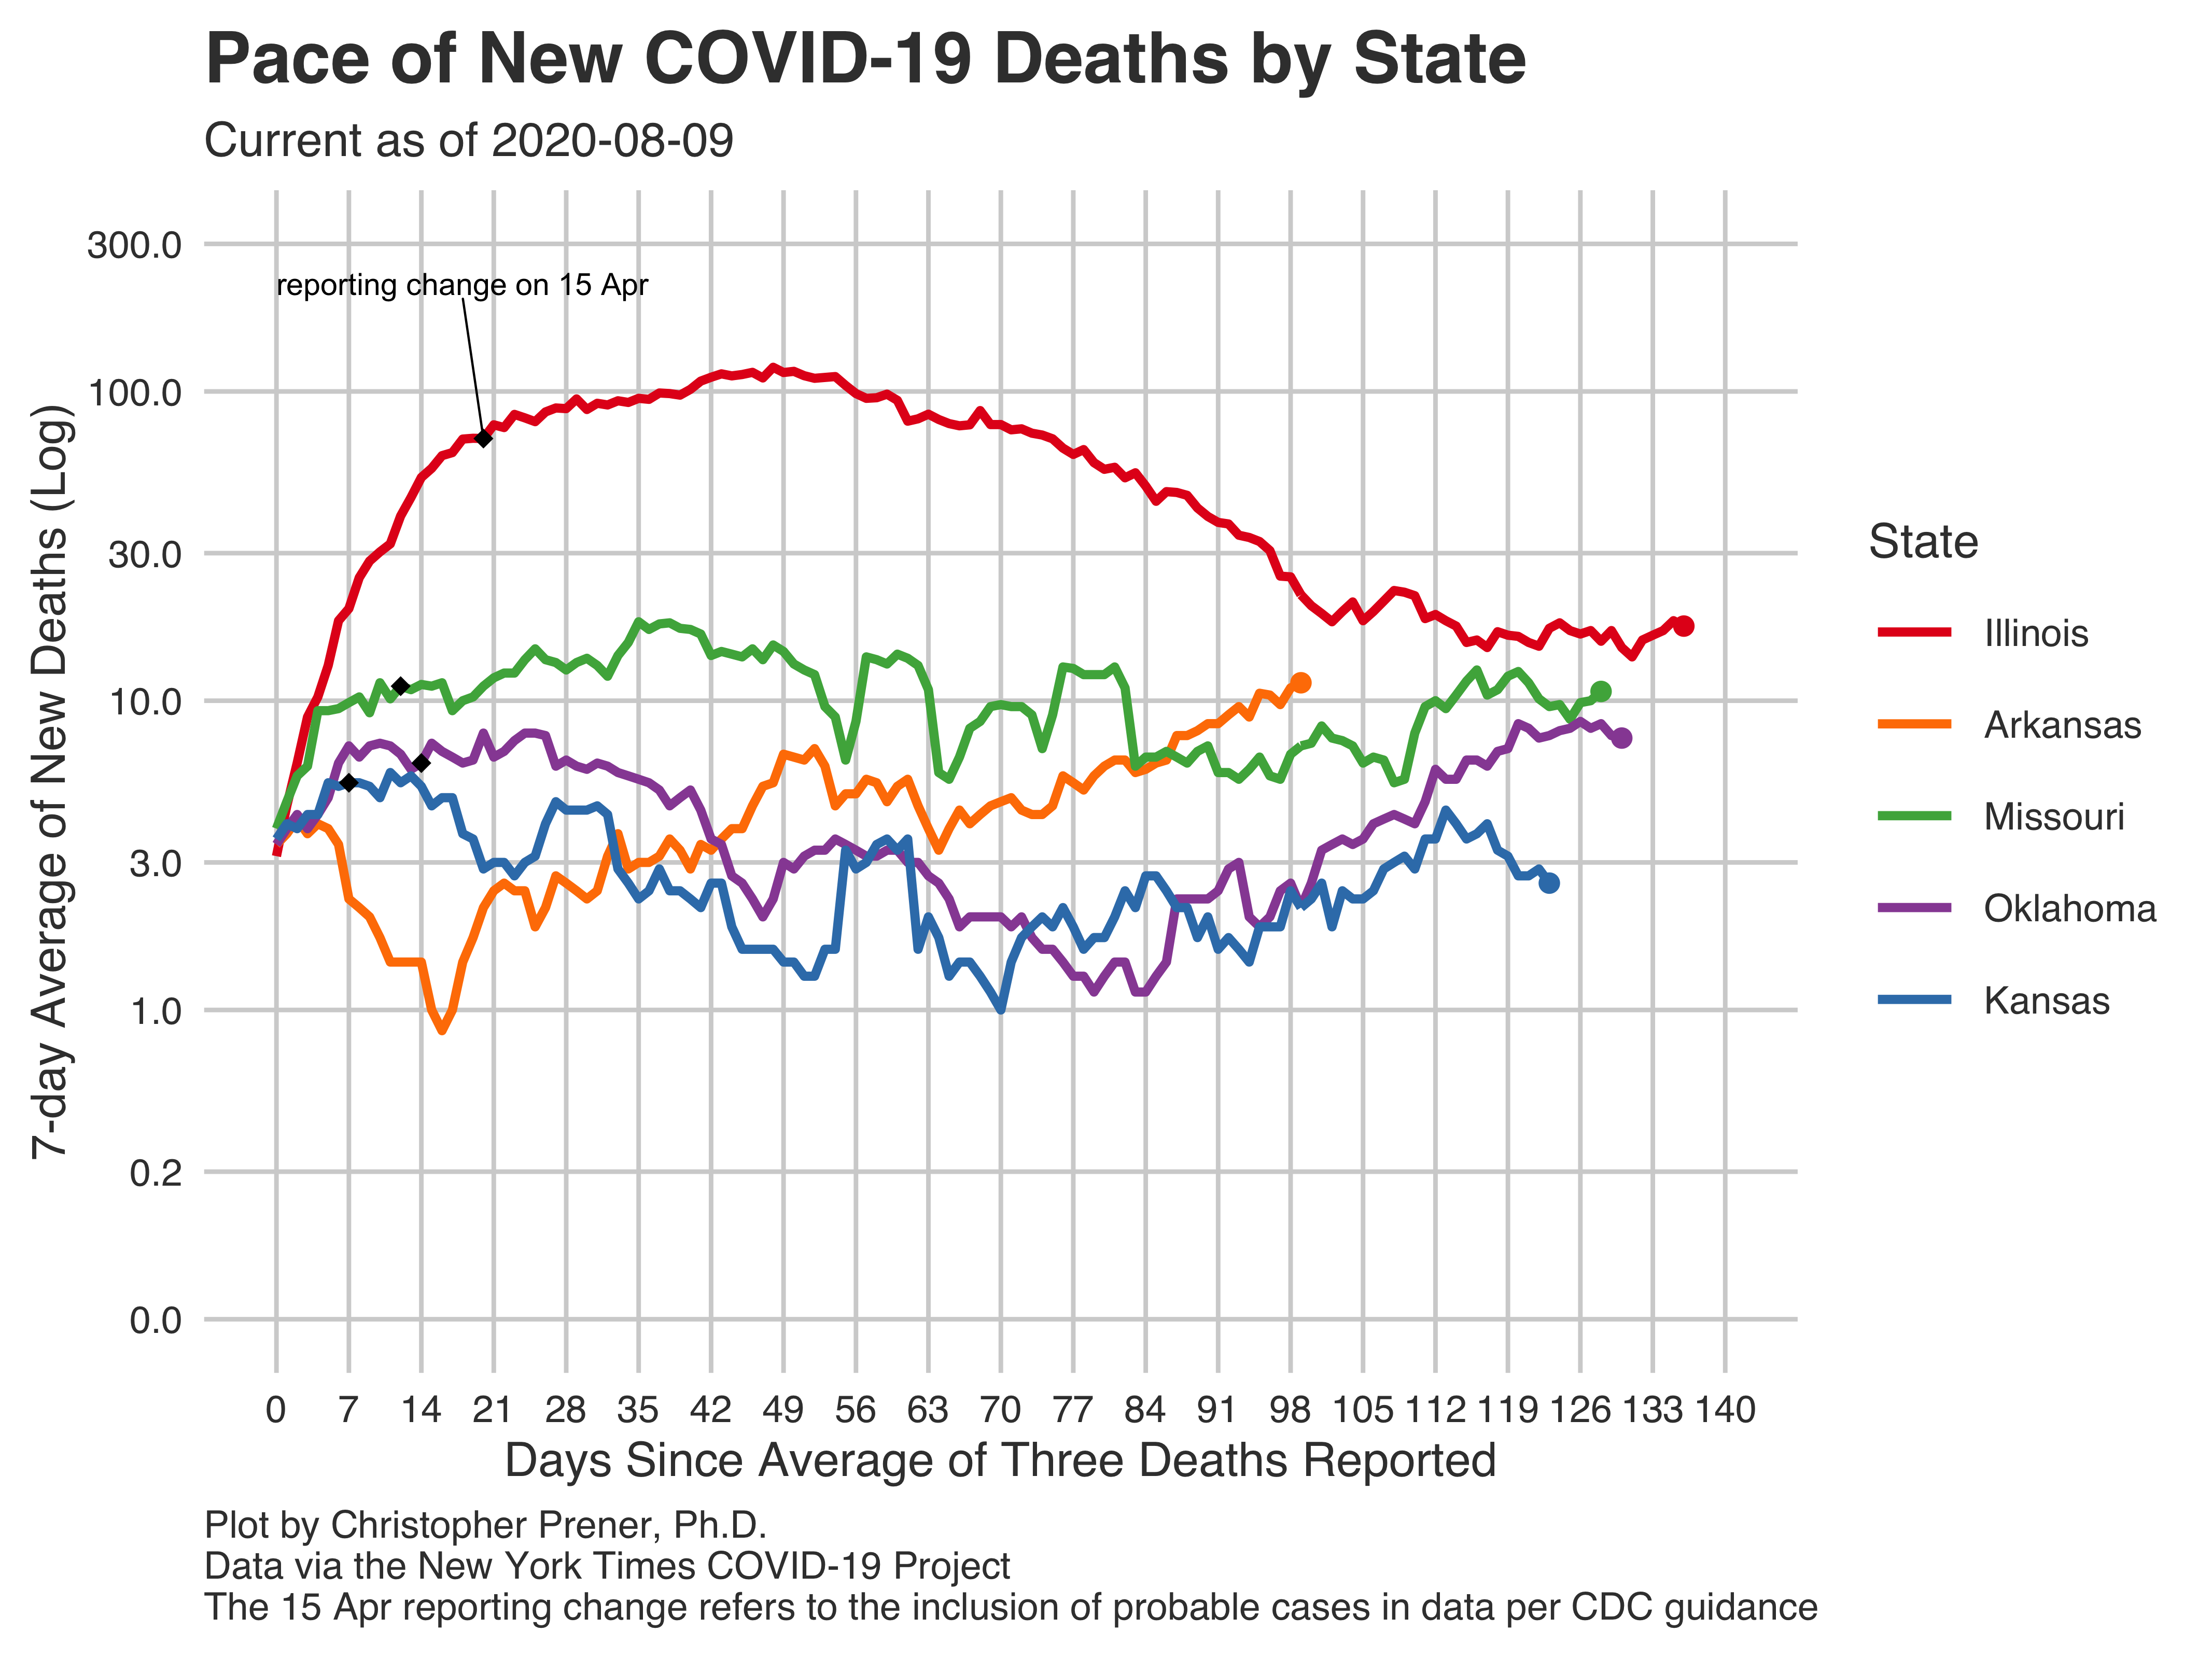 Pace of New COVID-19 Deaths by State
Current as of 2020-08-09
300.0
reporting change on 15 Apr
100.0
30.0
10.0
3.0
1.0
0.2
0.0
7-day Average of New Deaths (Log)
0 7 14 21 28 35 42 49 56 63 70 77 84 91 98 105 112 119 126 133 140
Days Since Average of Three Deaths Reported
State
Illinois
Arkansas
Missouri
Oklahoma
Kansas
Plot by Christopher Prener, Ph.D.
Data via the New York Times COVID-19 Project
The 15 Apr reporting change refers to the inclusion of probable cases in data per CDC guidance